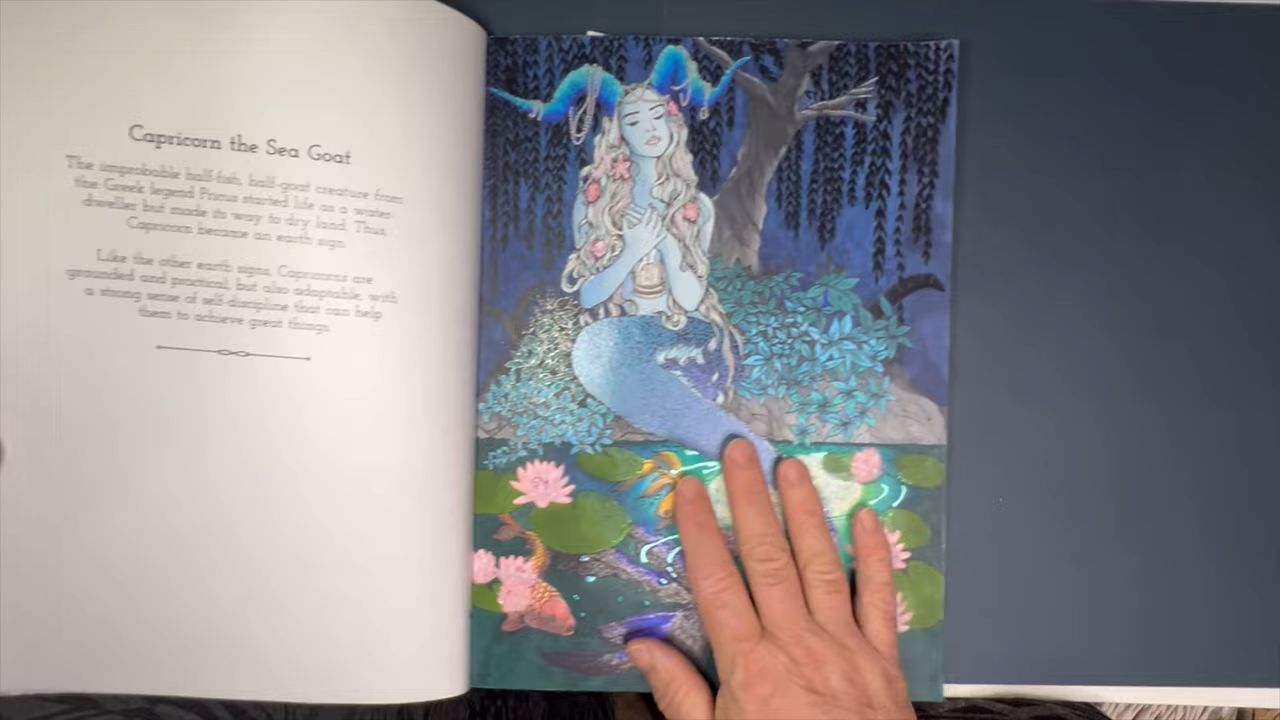 Capricorn the Sea Goat
The improbable half-fish, half-goat creature from
the Greek legend Pricus started life as a water-
dweller but made its way to dry land. Thus,
Capricorn became an earth sign.
Like the other earth signs, Capricorns are
grounded and practical, but also adaptable, with
a strong sense of self-discipline that can help
them to achieve great things.